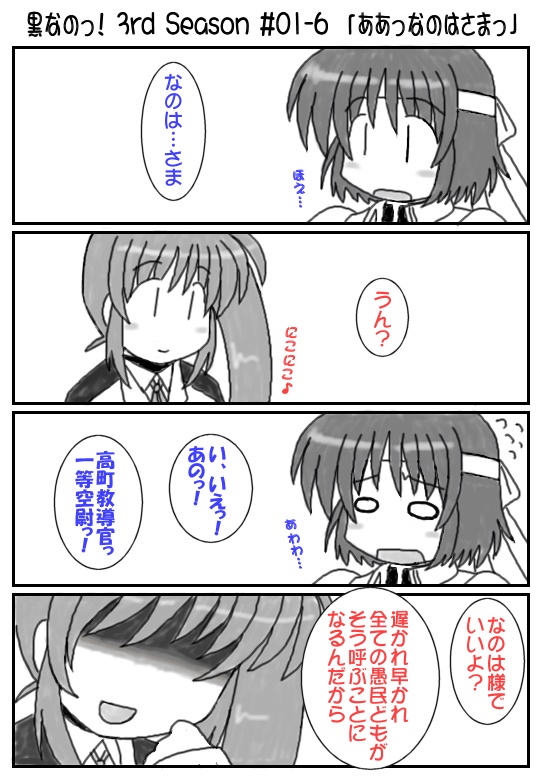 黒なのっ! 3rd Season #01-6 「ああっなのはさまっ」
なのは…さま
ほえ…
うん?
にこにこ♪
い、いえっ!
あのっ!
高町教導官っ
一等空尉っ!
あわわ…
なのは様で
いいよ?
遅かれ早かれ
全ての愚民どもが
そう呼ぶことに
なるんだから